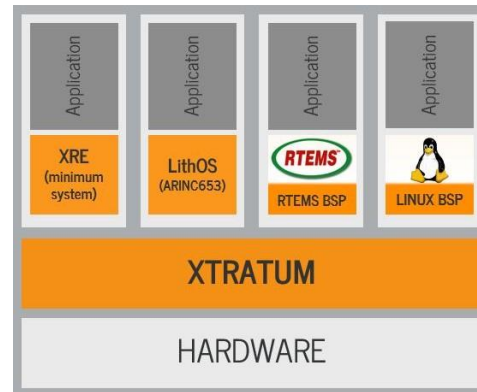 Application
Application
Application
Application
XRE
(minimum
system)
LithOS
(ARINC653)
RTEMS
RTEMS BSP
LINUX BSP
XTRATUM
HARDWARE